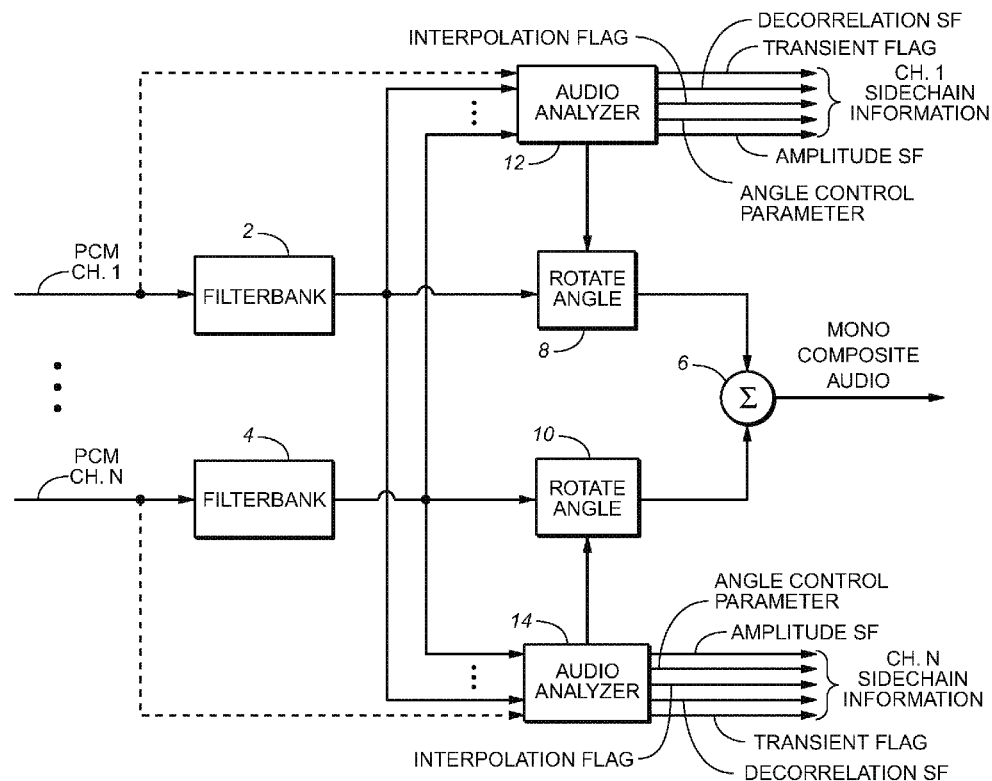 DECORRELATION SF
INTERPOLATION FLAG
TRANSIENT FLAG
AUDIO
ANALYZER
12
CH. 1
SIDECHAIN
INFORMATION
AMPLITUDE SF
ANGLE CONTROL
PARAMETER
PCM
CH. 1
2
FILTERBANK
ROTATE
ANGLE
8
MONO
COMPOSITE
AUDIO
6
Σ
PCM
CH. N
4
FILTERBANK
10
ROTATE
ANGLE
ANGLE CONTROL
PARAMETER
14
AMPLITUDE SF
AUDIO
ANALYZER
CH. N
SIDECHAIN
INFORMATION
TRANSIENT FLAG
INTERPOLATION FLAG
DECORRELATION SF